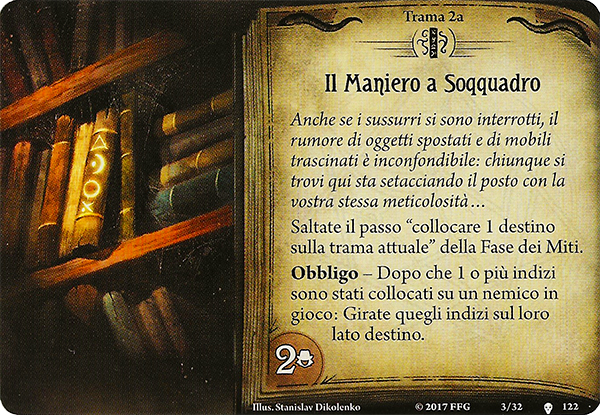 Trama 2a
Il Maniero a Soqquadro
Anche se i sussurri si sono interrotti, il
rumore di oggetti spostati e di mobili
trascinati è inconfondibile: chiunque si
trovi qui sta setacciando il posto con la
vostra stessa meticolosità…
Saltate il passo “collocare 1 destino
sulla trama attuale” della Fase dei Miti.
Obbligo – Dopo che 1 o più indizi
sono stati collocati su un nemico in
gioco: Girate quegli indizi sul loro
lato destino.
2
Illus. Stanislav Dikolenko
© 2017 FFG
3/32
122